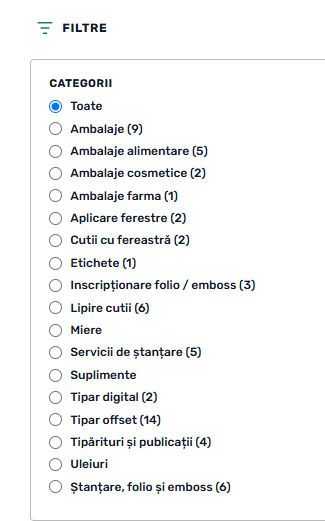 FILTRE
CATEGORII
Toate
Ambalaje (9)
Ambalaje alimentare (5)
Ambalaje cosmetice (2)
Ambalaje farma (1)
Aplicare ferestre (2)
Cutii cu fereastră (2)
Etichete (1)
Inscripționare folio / emboss (3)
Lipire cutii (6)
Miere
Servicii de ștanțare (5)
Suplimente
Tipar digital (2)
Tipar offset (14)
Tipărituri și publicații (4)
Uleiuri
Ștanțare, folio și emboss (6)